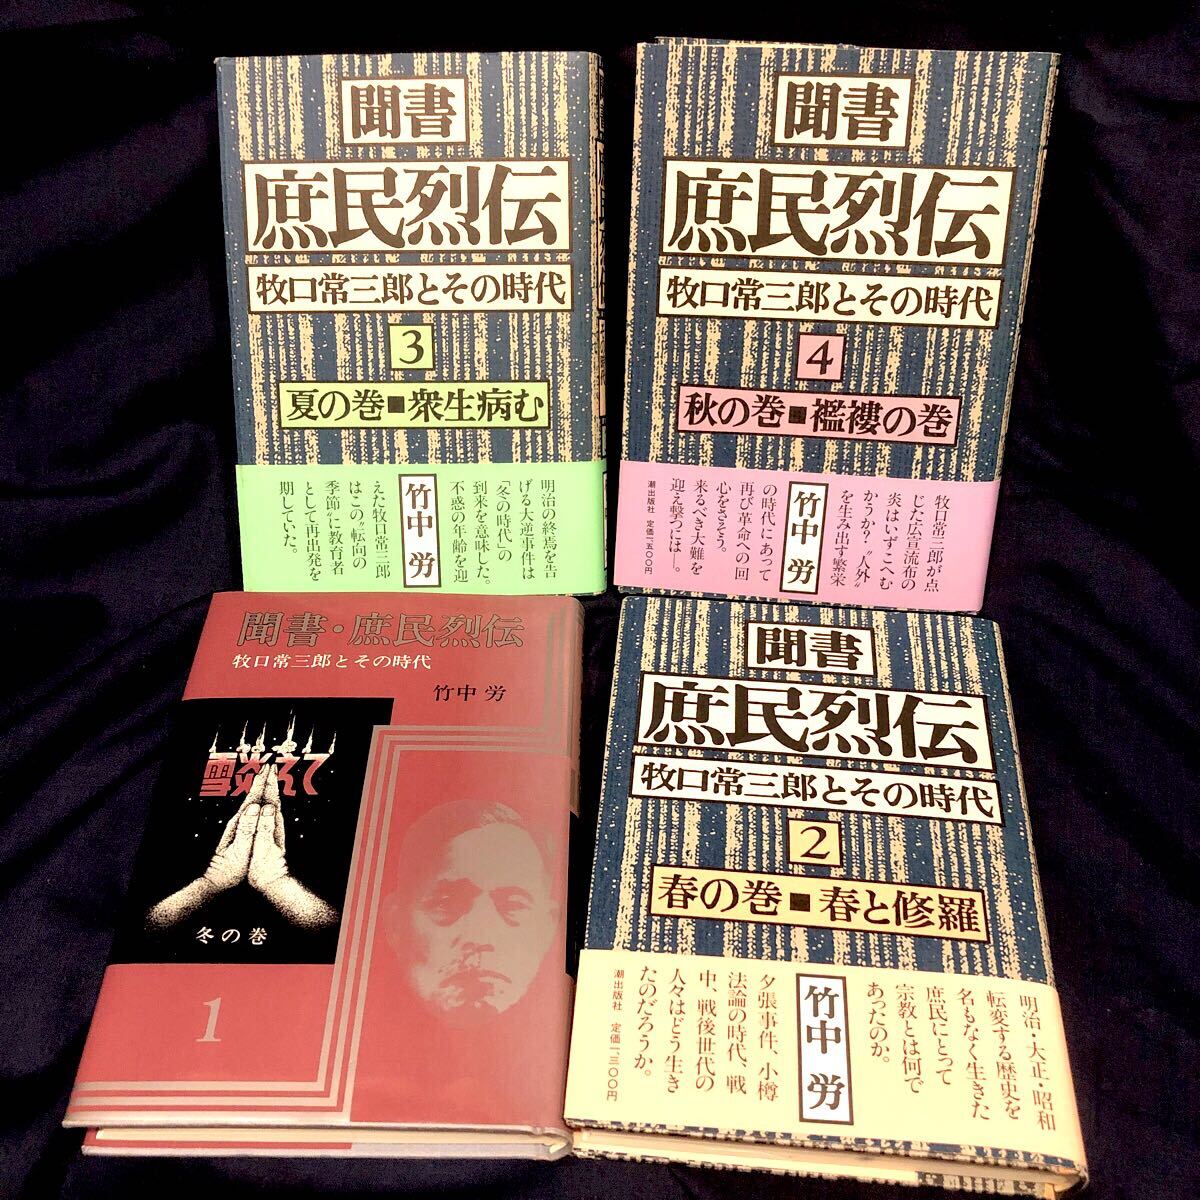 聞書
庶民烈伝
牧口常三郎とその時代
3
夏の巻■衆生病む
明治の終焉を告
げる大逆事件は
「冬の時代」の
到来を意味した。
不惑の年齢を迎
竹中 労
えた牧口常三郎
はこの〝転向の
季節〟に教育者
として再出発を
期していた。
聞書
庶民烈伝
牧口常三郎とその時代
4
秋の巻■襤褸の巻
牧口常三郎が点
じた広宣流布の
炎はいずこへむ
かうか?〝人外〟
を生み出す繁栄
竹中 労
の時代にあって
再び革命への回
心をさそう。
来るべき大難を
迎え撃つには―。
潮出版社 定価一、五〇〇円
聞書・庶民烈伝
牧口常三郎とその時代
竹中 労
雪炎えて
冬の巻
1
聞書
庶民烈伝
牧口常三郎とその時代
2
春の巻■春と修羅
明治・大正・昭和
転変する歴史を
名もなく生きた
庶民にとって
宗教とは何で
あったのか。
竹中 労
夕張事件、小樽
法論の時代、戦
中、戦後世代の
人々はどう生き
たのだろうか。
潮出版社 定価一、三〇〇円